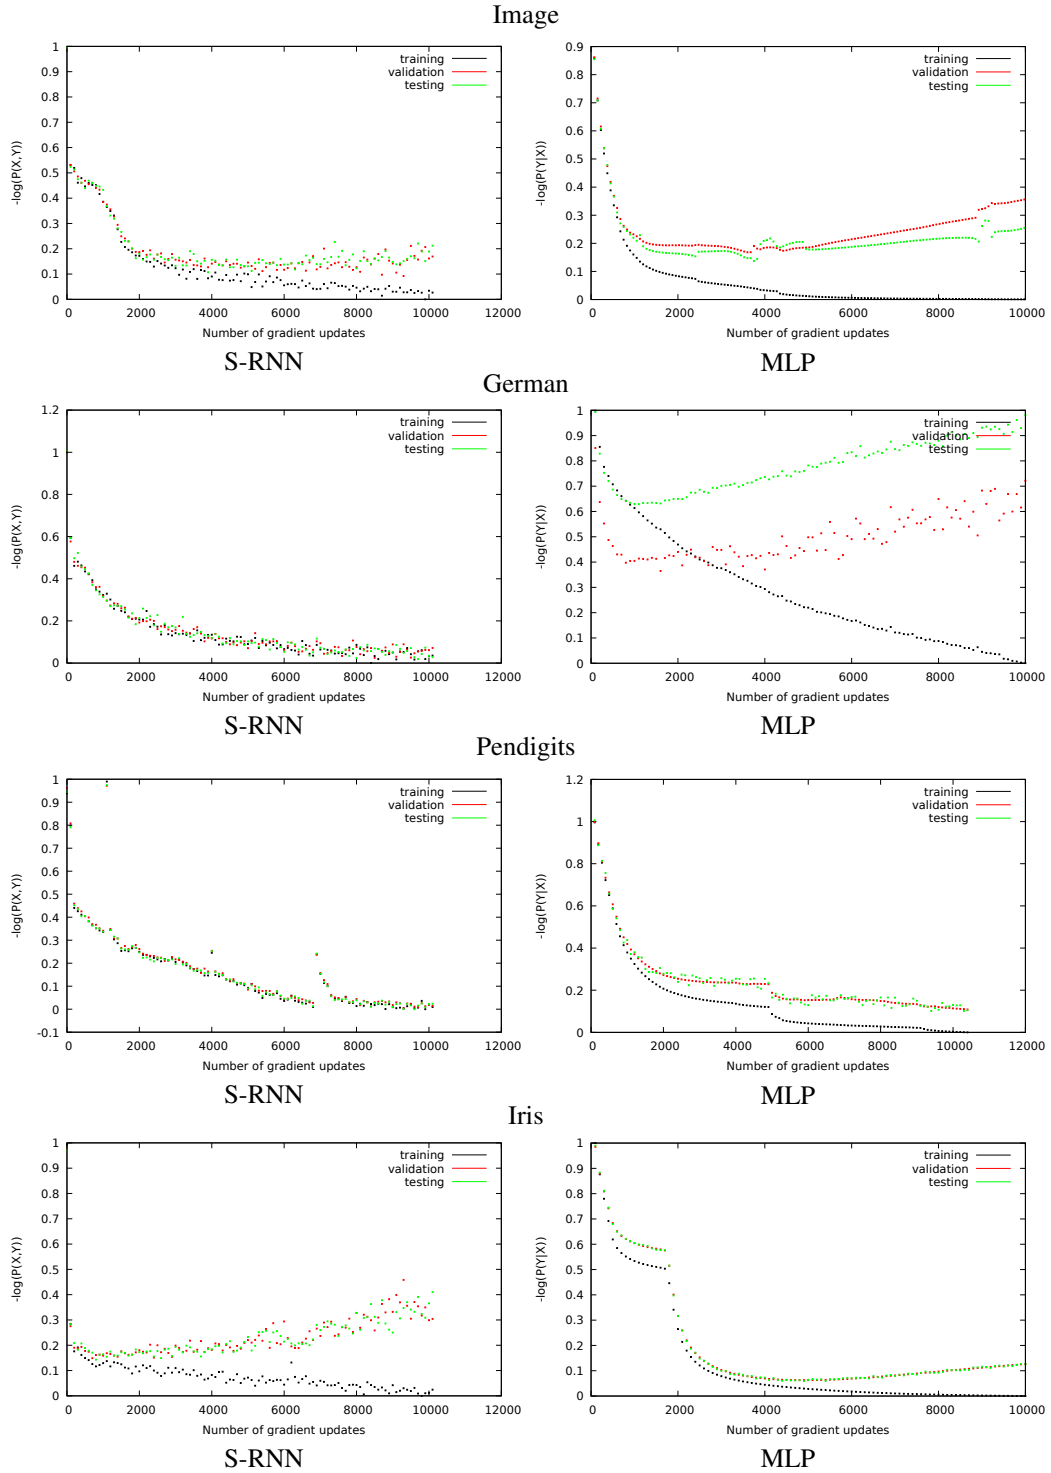 Image
1
0.9
0.8
0.7
0.6
0.5
0.4
0.3
0.2
0.1
0
-log(P(X,Y))
training
validation
testing
0 2000 4000 6000 8000 10000 12000
Number of gradient updates
S-RNN
0.9
0.8
0.7
0.6
0.5
0.4
0.3
0.2
0.1
0
-log(P(Y|X))
training
validation
testing
0 2000 4000 6000 8000 10000
Number of gradient updates
MLP
German
1.2
1
0.8
0.6
0.4
0.2
0
-log(P(X,Y))
training
validation
testing
0 2000 4000 6000 8000 10000 12000
Number of gradient updates
S-RNN
1
0.9
0.8
0.7
0.6
0.5
0.4
0.3
0.2
0.1
0
-log(P(Y|X))
training
validation
testing
0 2000 4000 6000 8000 10000
Number of gradient updates
MLP
Pendigits
1
0.9
0.8
0.7
0.6
0.5
0.4
0.3
0.2
0.1
0
-0.1
-log(P(X,Y))
training
validation
testing
0 2000 4000 6000 8000 10000 12000
Number of gradient updates
S-RNN
1.2
1
0.8
0.6
0.4
0.2
0
-log(P(Y|X))
training
validation
testing
0 2000 4000 6000 8000 10000 12000
Number of gradient updates
MLP
Iris
1
0.9
0.8
0.7
0.6
0.5
0.4
0.3
0.2
0.1
0
-log(P(X,Y))
training
validation
testing
0 2000 4000 6000 8000 10000 12000
Number of gradient updates
S-RNN
1
0.9
0.8
0.7
0.6
0.5
0.4
0.3
0.2
0.1
0
-log(P(Y|X))
training
validation
testing
0 2000 4000 6000 8000 10000
Number of gradient updates
MLP